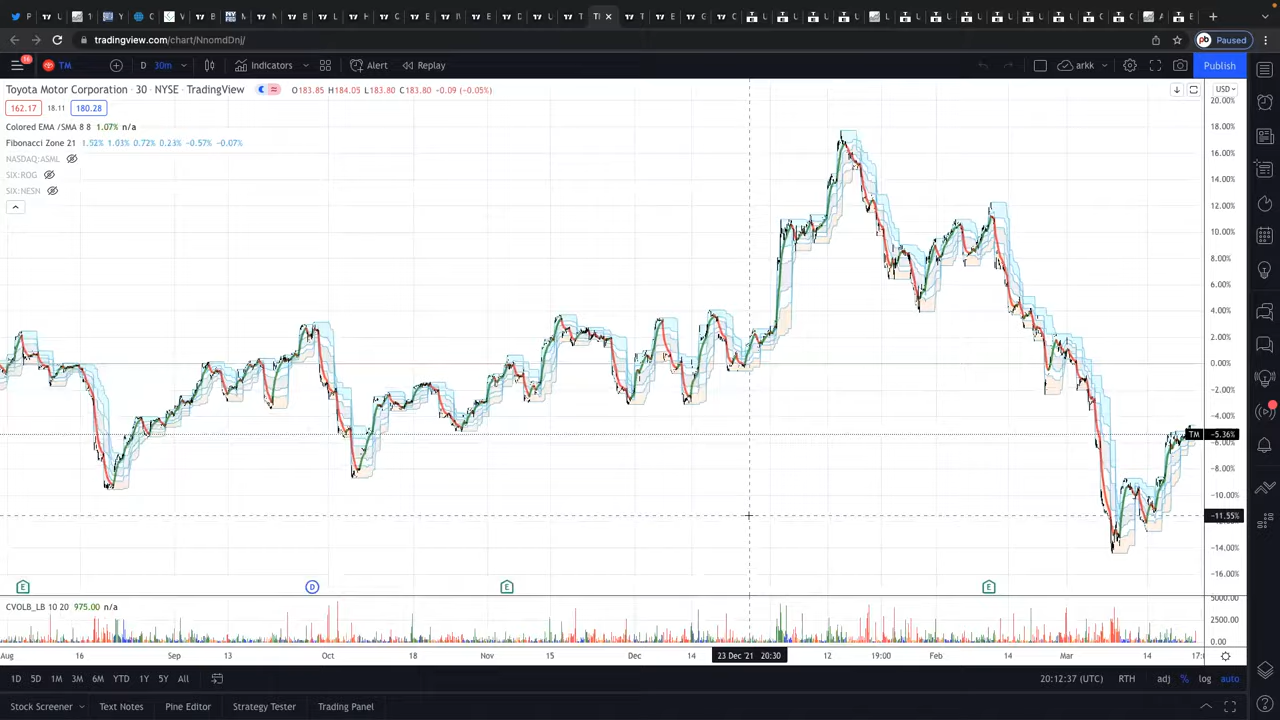 tradingview.com/chart/NnomdDnj/
Paused
TM
D 30m
Indicators
Alert
Replay
arkk
Publish
Toyota Motor Corporation · 30 · NYSE · TradingView
O183.85 H184.05 L183.80 C183.80 -0.09 (-0.05%)
162.17 18.11 180.28
Colored EMA /SMA 8 8 1.07% n/a
Fibonacci Zone 21 1.52% 1.03% 0.72% 0.23% -0.57% -0.07%
NASDAQ:ASML
SIX:ROG
SIX:NESN
USD
20.00%
18.00%
16.00%
14.00%
12.00%
10.00%
8.00%
6.00%
4.00%
2.00%
0.00%
-2.00%
-4.00%
TM -5.36%
-6.00%
-8.00%
-10.00%
-11.55%
-14.00%
-16.00%
E D E E
CVOLB_LB 10 20 975.00 n/a
5000.00
2500.00
0.00
Aug 16 Sep 13 Oct 18 Nov 15 Dec 14 23 Dec '21 20:30 12 19:00 Feb 14 Mar 14 17:
1D 5D 1M 3M 6M YTD 1Y 5Y All
20:12:37 (UTC) RTH adj % log auto
Stock Screener Text Notes Pine Editor Strategy Tester Trading Panel